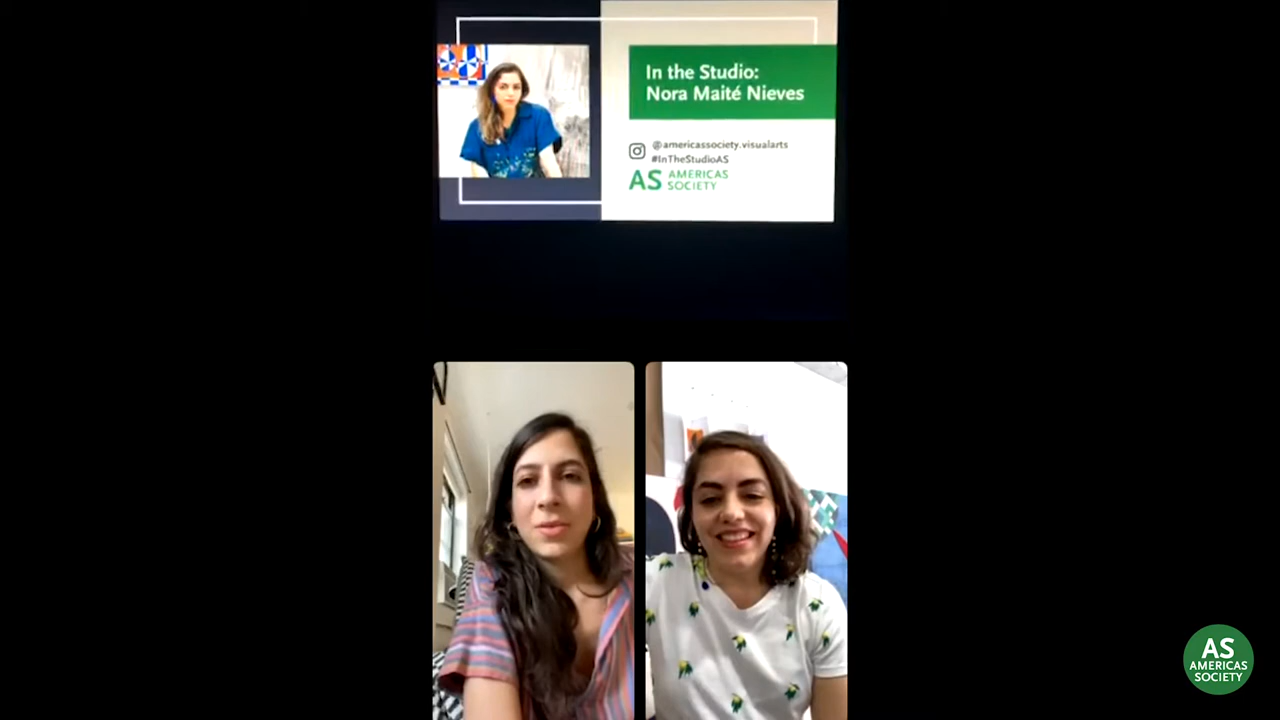 In the Studio:
Nora Maité Nieves
@americassociety.visualarts
#InTheStudioAS
AS AMERICAS
SOCIETY
AS
AMERICAS
SOCIETY